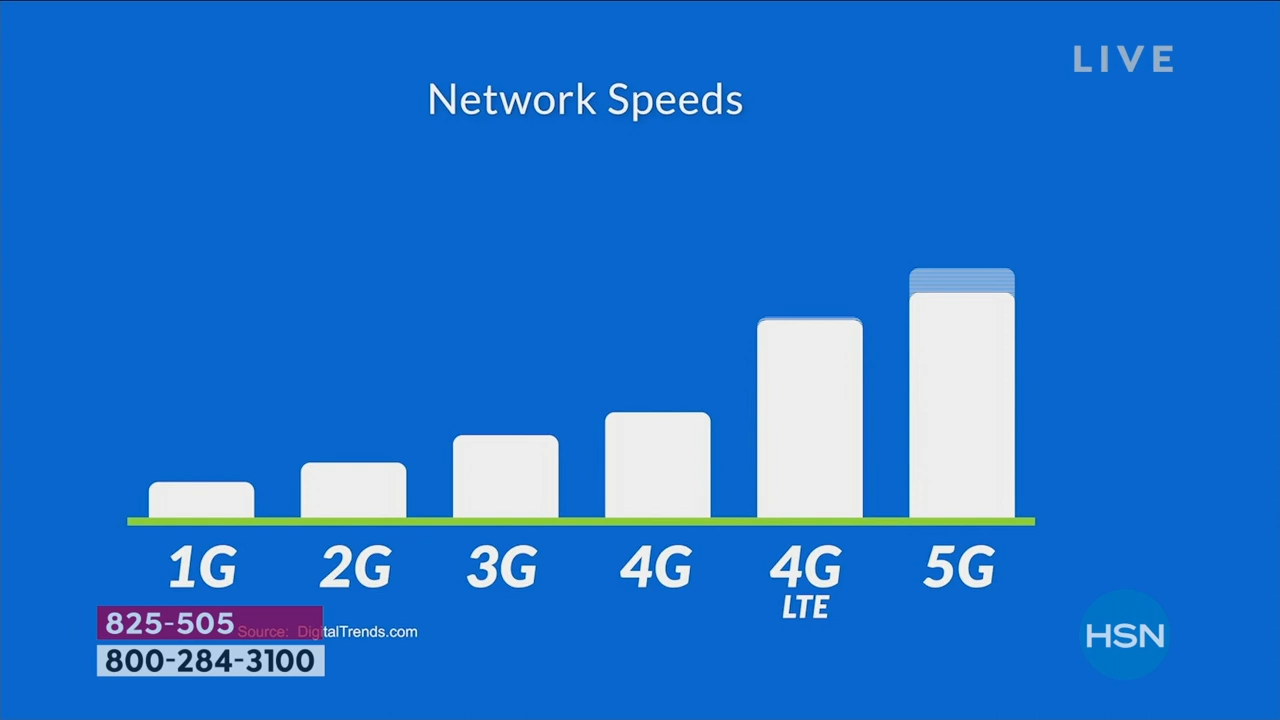 LIVE
Network Speeds
1G 2G 3G 4G 4G 5G
LTE
825-505
Source: DigitalTrends.com
800-284-3100
HSN